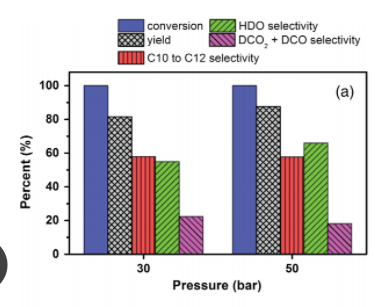 conversion
HDO selectivity
yield
DCO₂ + DCO selectivity
C10 to C12 selectivity
(a)
100
80
60
40
20
0
Percent (%)
30
50
Pressure (bar)